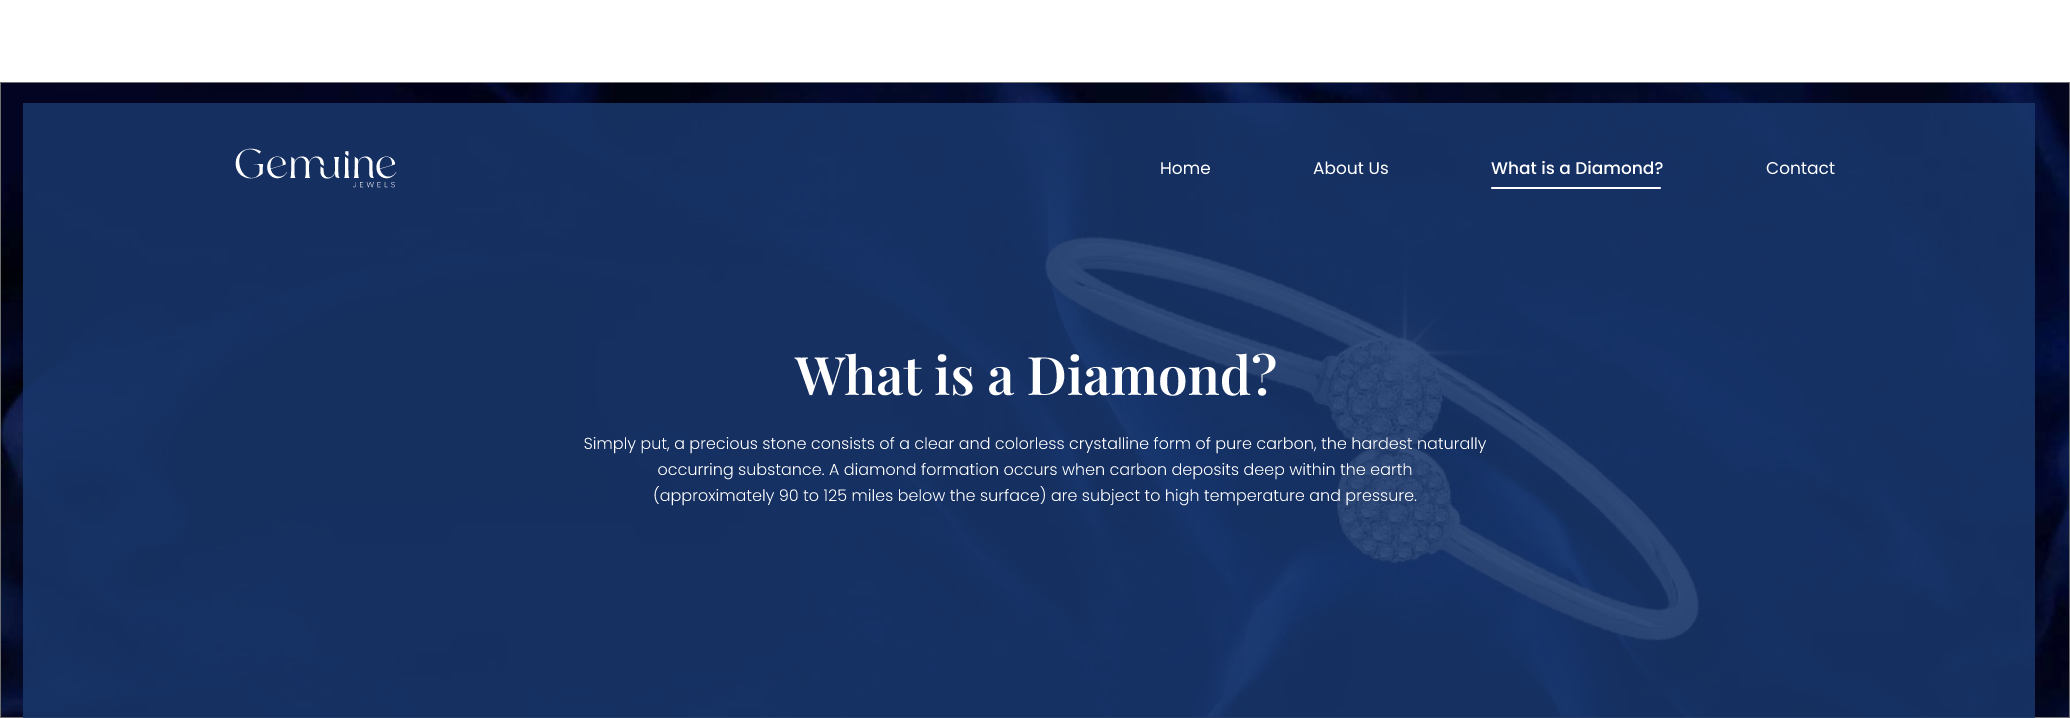 Gemuine
JEWELS
Home
About Us
What is a Diamond?
Contact
What is a Diamond?
Simply put, a precious stone consists of a clear and colorless crystalline form of pure carbon, the hardest naturally
occurring substance. A diamond formation occurs when carbon deposits deep within the earth
(approximately 90 to 125 miles below the surface) are subject to high temperature and pressure.